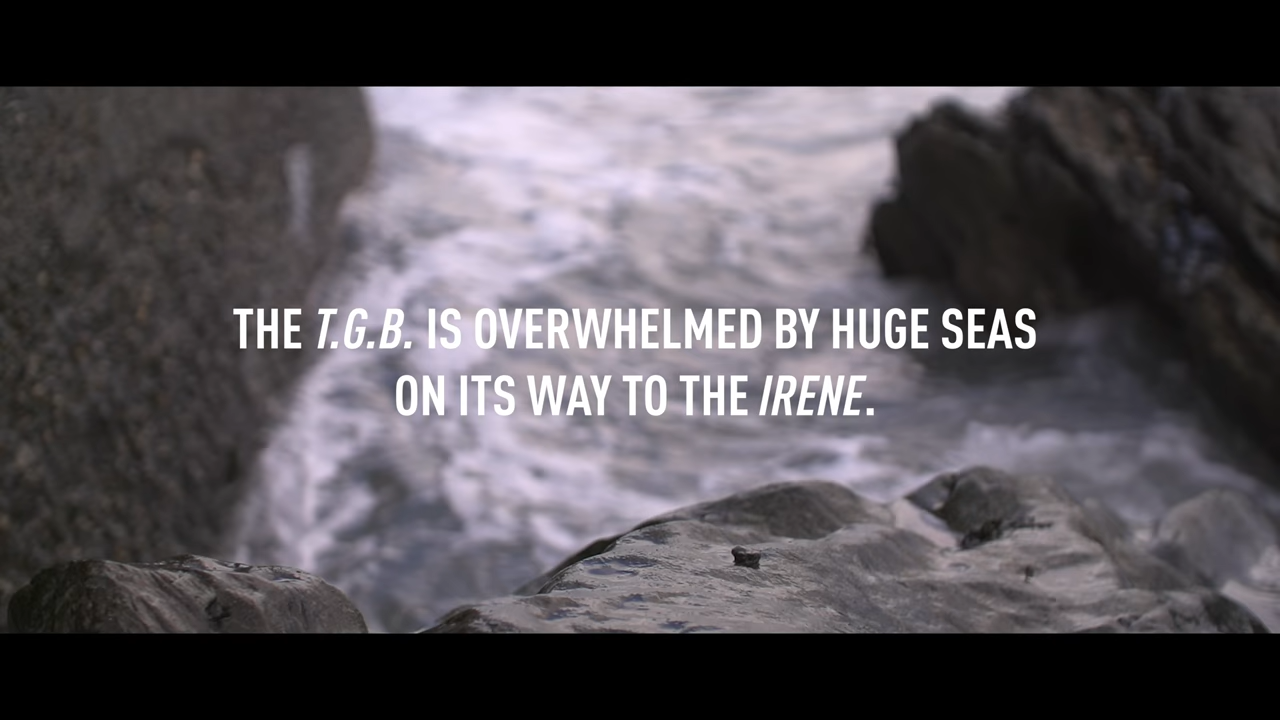 THE T.G.B. IS OVERWHELMED BY HUGE SEAS
ON ITS WAY TO THE IRENE.